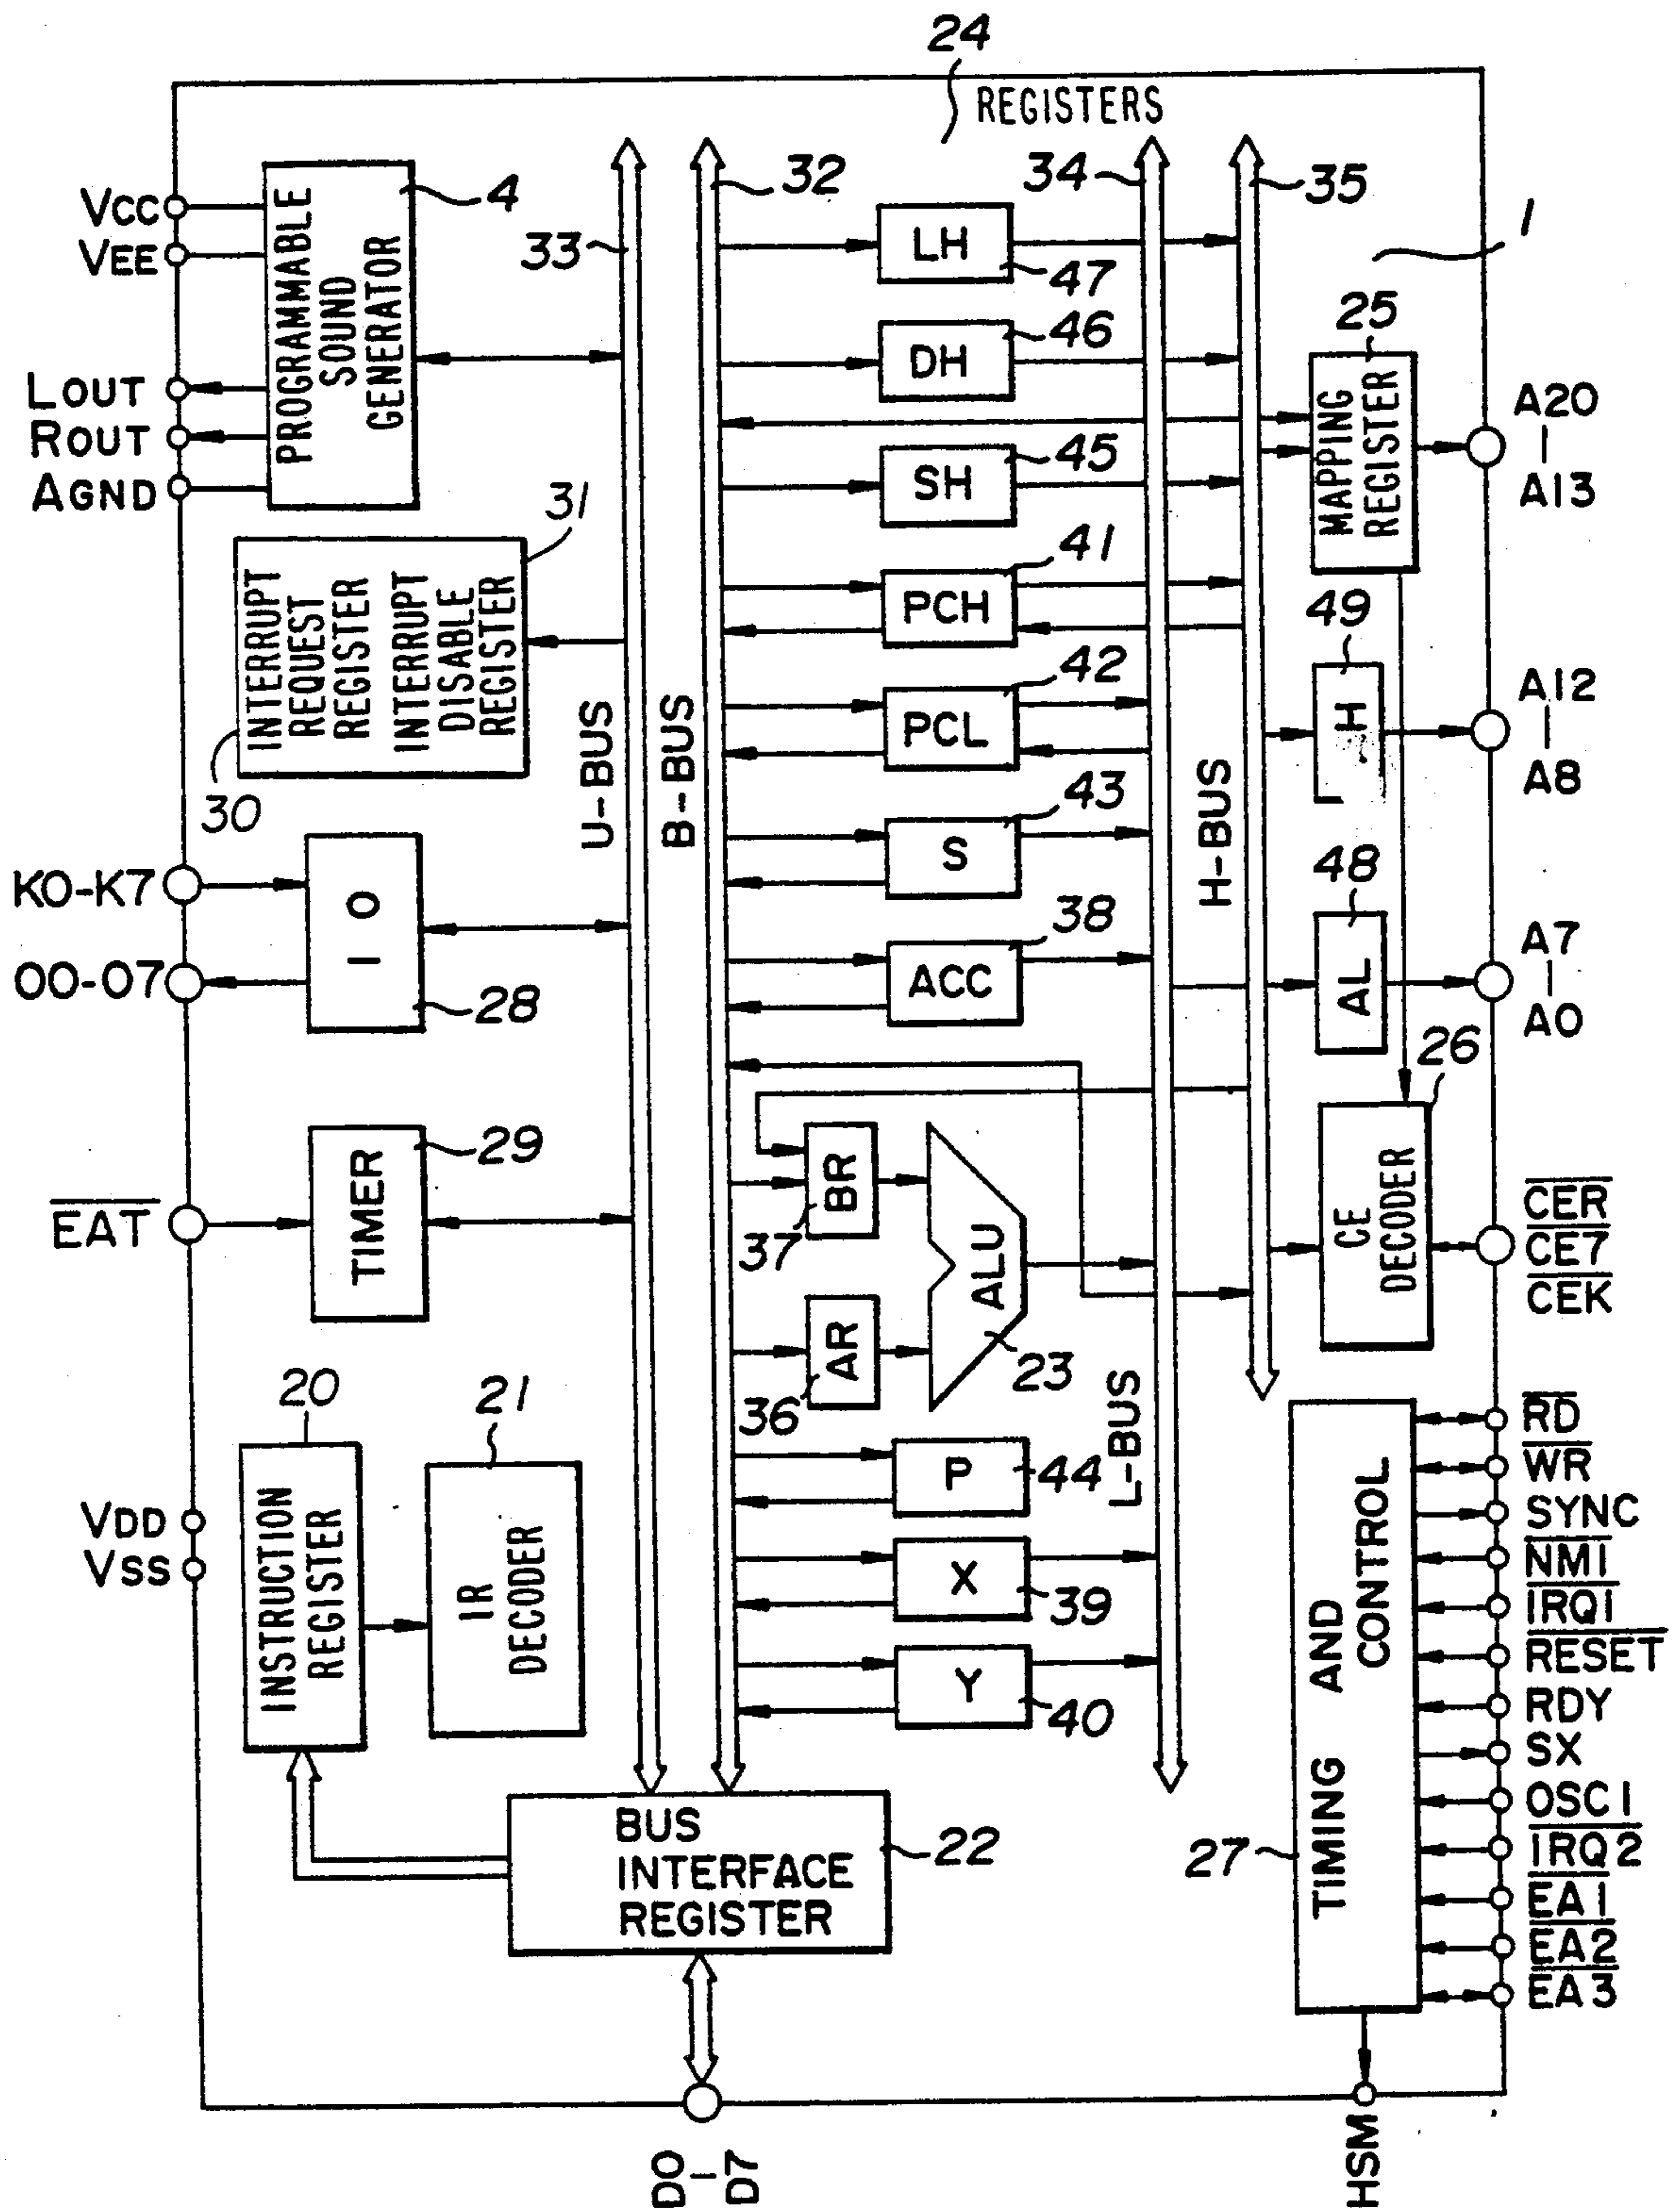 24
REGISTERS
VCC
VEE
LOUT
ROUT
AGND
PROGRAMMABLE
SOUND
GENERATOR
4
33
32
34
35
1
LH
47
DH
46
SH
45
PCH
41
PCL
42
S
43
ACC
38
25
MAPPING
REGISTER
A20
A13
49
H
A12
A8
48
AL
A7
A0
31
INTERRUPT
REQUEST
REGISTER
INTERRUPT
DISABLE
REGISTER
30
U-BUS
B-BUS
H-BUS
L-BUS
K0-K7
O0-O7
I O
28
EAT
TIMER
29
BR
37
AR
36
ALU
23
26
CE
DECODER
CER
CE7
CEK
20
INSTRUCTION
REGISTER
21
IR
DECODER
VDD
VSS
P
44
X
39
Y
40
BUS
INTERFACE
REGISTER
22
D0-
D7
27
TIMING AND
CONTROL
RD
WR
SYNC
NMI
IRQ1
RESET
RDY
SX
OSC1
IRQ2
EA1
EA2
EA3
HSM